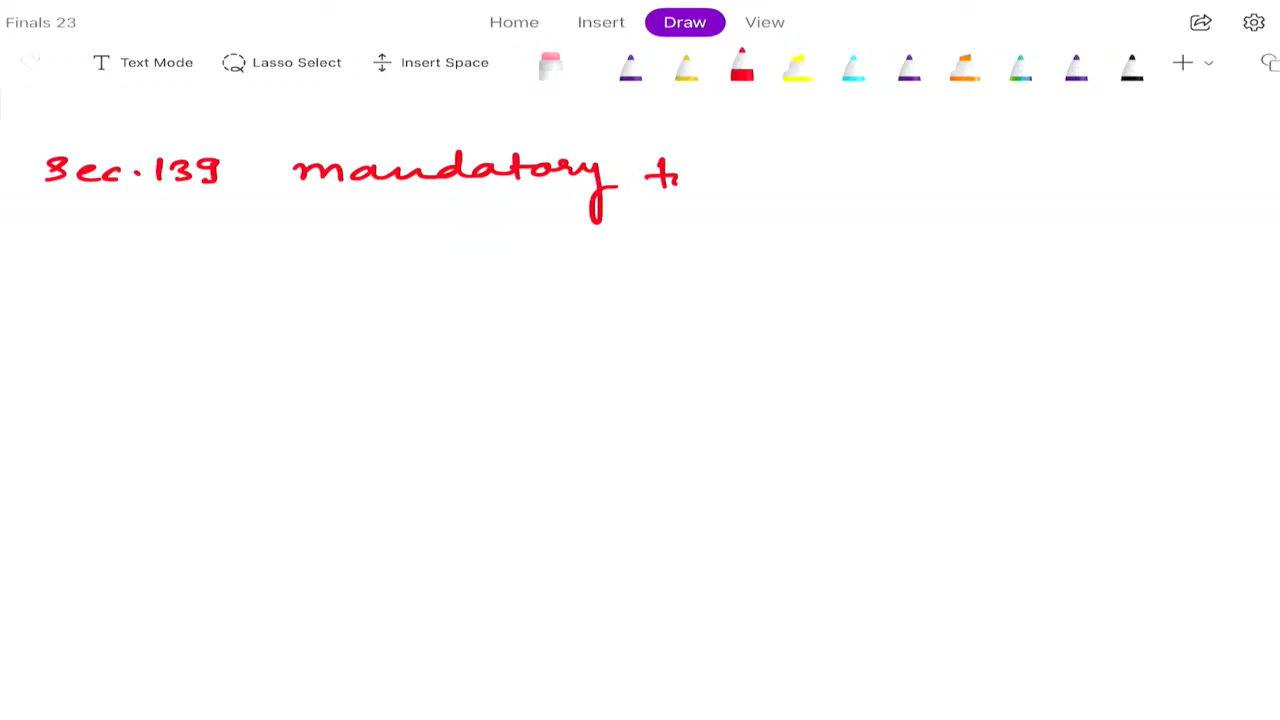 Finals 23
Home Insert Draw View
Text Mode Lasso Select Insert Space
Sec. 139 mandatory